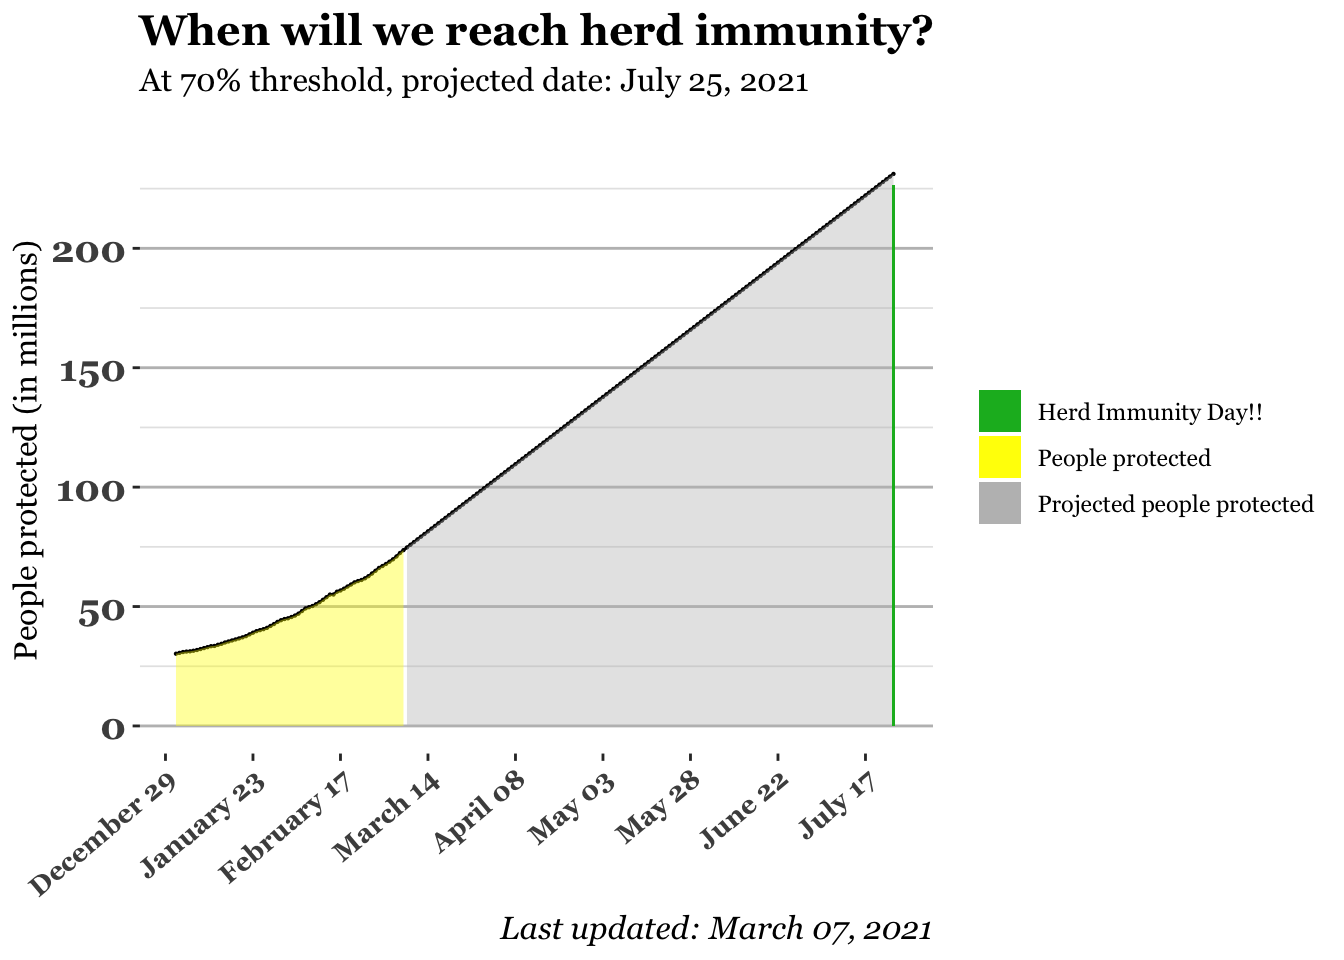 When will we reach herd immunity?
At 70% threshold, projected date: July 25, 2021
People protected (in millions)
200
150
100
50
0
Herd Immunity Day!!
People protected
Projected people protected
December 29
January 23
February 17
March 14
April 08
May 03
May 28
June 22
July 17
Last updated: March 07, 2021